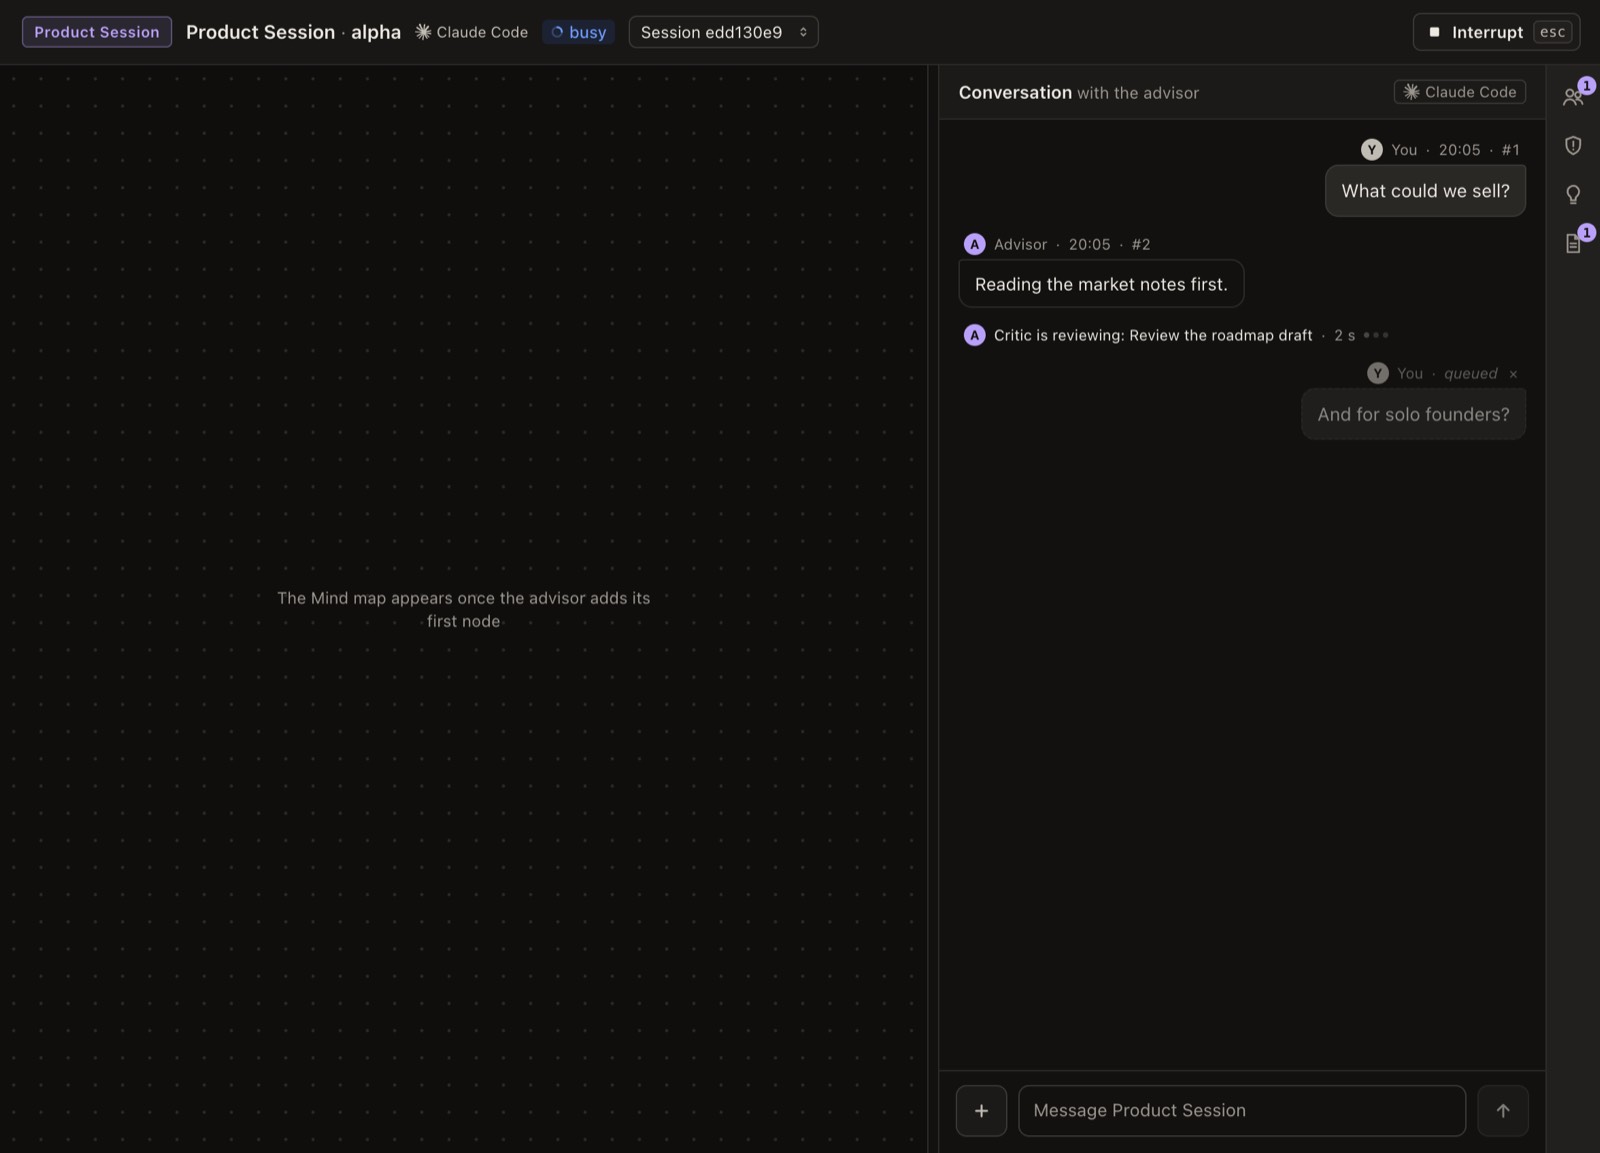 Product Session
Product Session · alpha
Claude Code
busy
Session edd130e9
Interrupt esc
The Mind map appears once the advisor adds its
first node
Conversation with the advisor
Claude Code
Y You · 20:05 · #1
What could we sell?
A Advisor · 20:05 · #2
Reading the market notes first.
A Critic is reviewing: Review the roadmap draft · 2 s
Y You · queued ×
And for solo founders?
Message Product Session
1
1